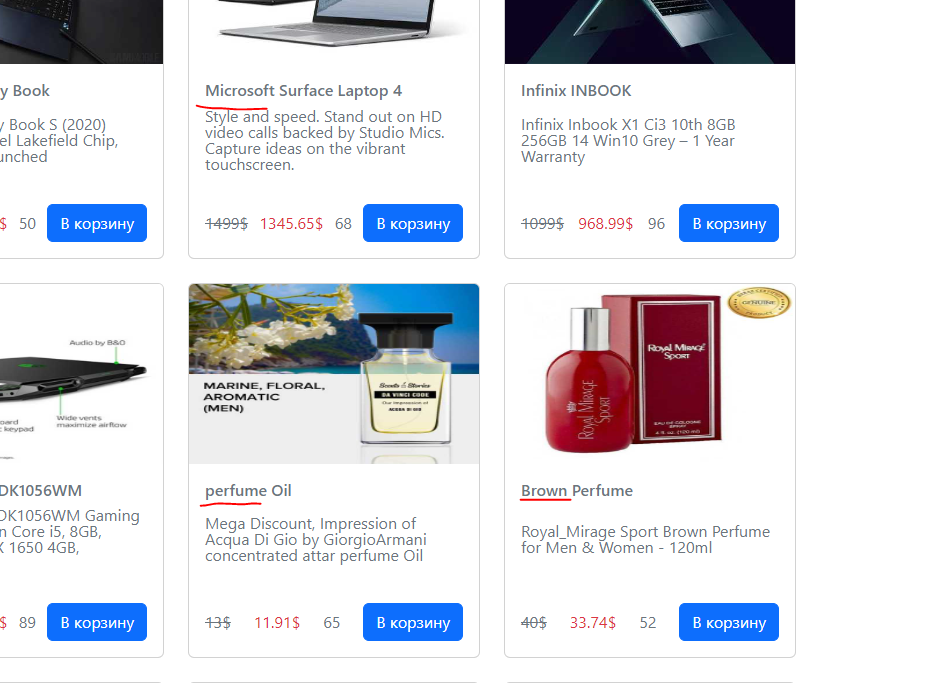 y Book
y Book S (2020)
el Lakefield Chip,
unched
$ 50 В корзину
Microsoft Surface Laptop 4
Style and speed. Stand out on HD
video calls backed by Studio Mics.
Capture ideas on the vibrant
touchscreen.
1499$ 1345.65$ 68 В корзину
Infinix INBOOK
Infinix Inbook X1 Ci3 10th 8GB
256GB 14 Win10 Grey – 1 Year
Warranty
1099$ 968.99$ 96 В корзину
Audio by B&O
Wide vents
maximize airflow
oard
c keypad
DK1056WM
DK1056WM Gaming
n Core i5, 8GB,
X 1650 4GB,
$ 89 В корзину
MARINE, FLORAL,
AROMATIC
(MEN)
Scents & Stories
DA VINCI CODE
Our Impression of
ACQUA DI GIO
perfume Oil
Mega Discount, Impression of
Acqua Di Gio by GiorgioArmani
concentrated attar perfume Oil
13$ 11.91$ 65 В корзину
GENUINE
PRODUCT
ROYAL MIRAGE
SPORT
ROYAL MIRAGE
SPORT
EAU DE COLOGNE
SPRAY
4 fl. oz. (120 ml)
Brown Perfume
Royal_Mirage Sport Brown Perfume
for Men & Women - 120ml
40$ 33.74$ 52 В корзину